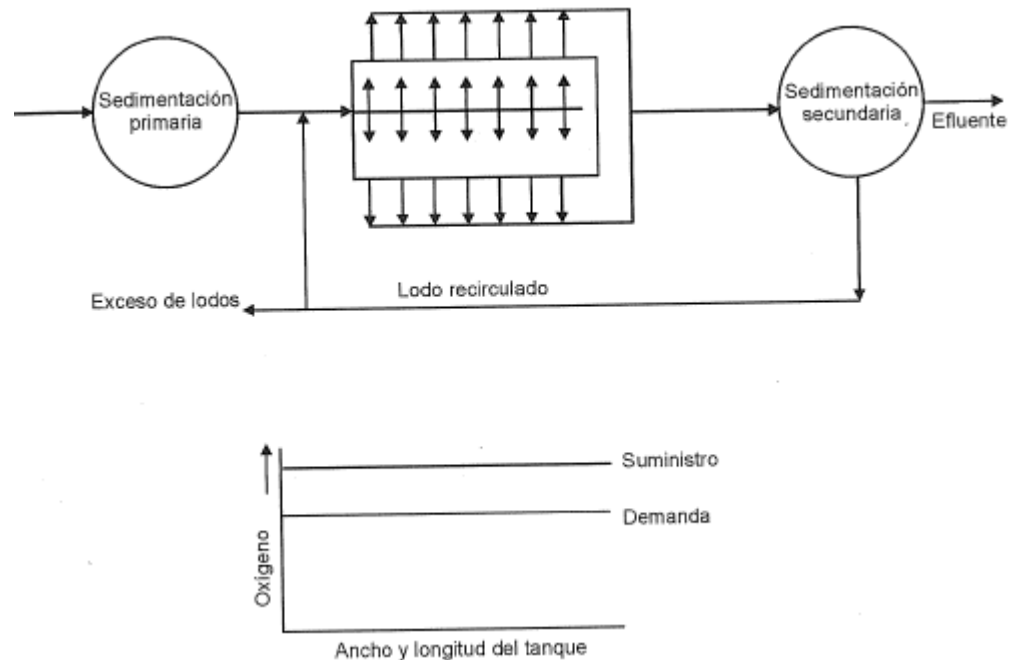 Sedimentación
primaria
Sedimentación
secundaria
Efluente
Lodo recirculado
Exceso de lodos
Suministro
Demanda
Oxígeno
Ancho y longitud del tanque